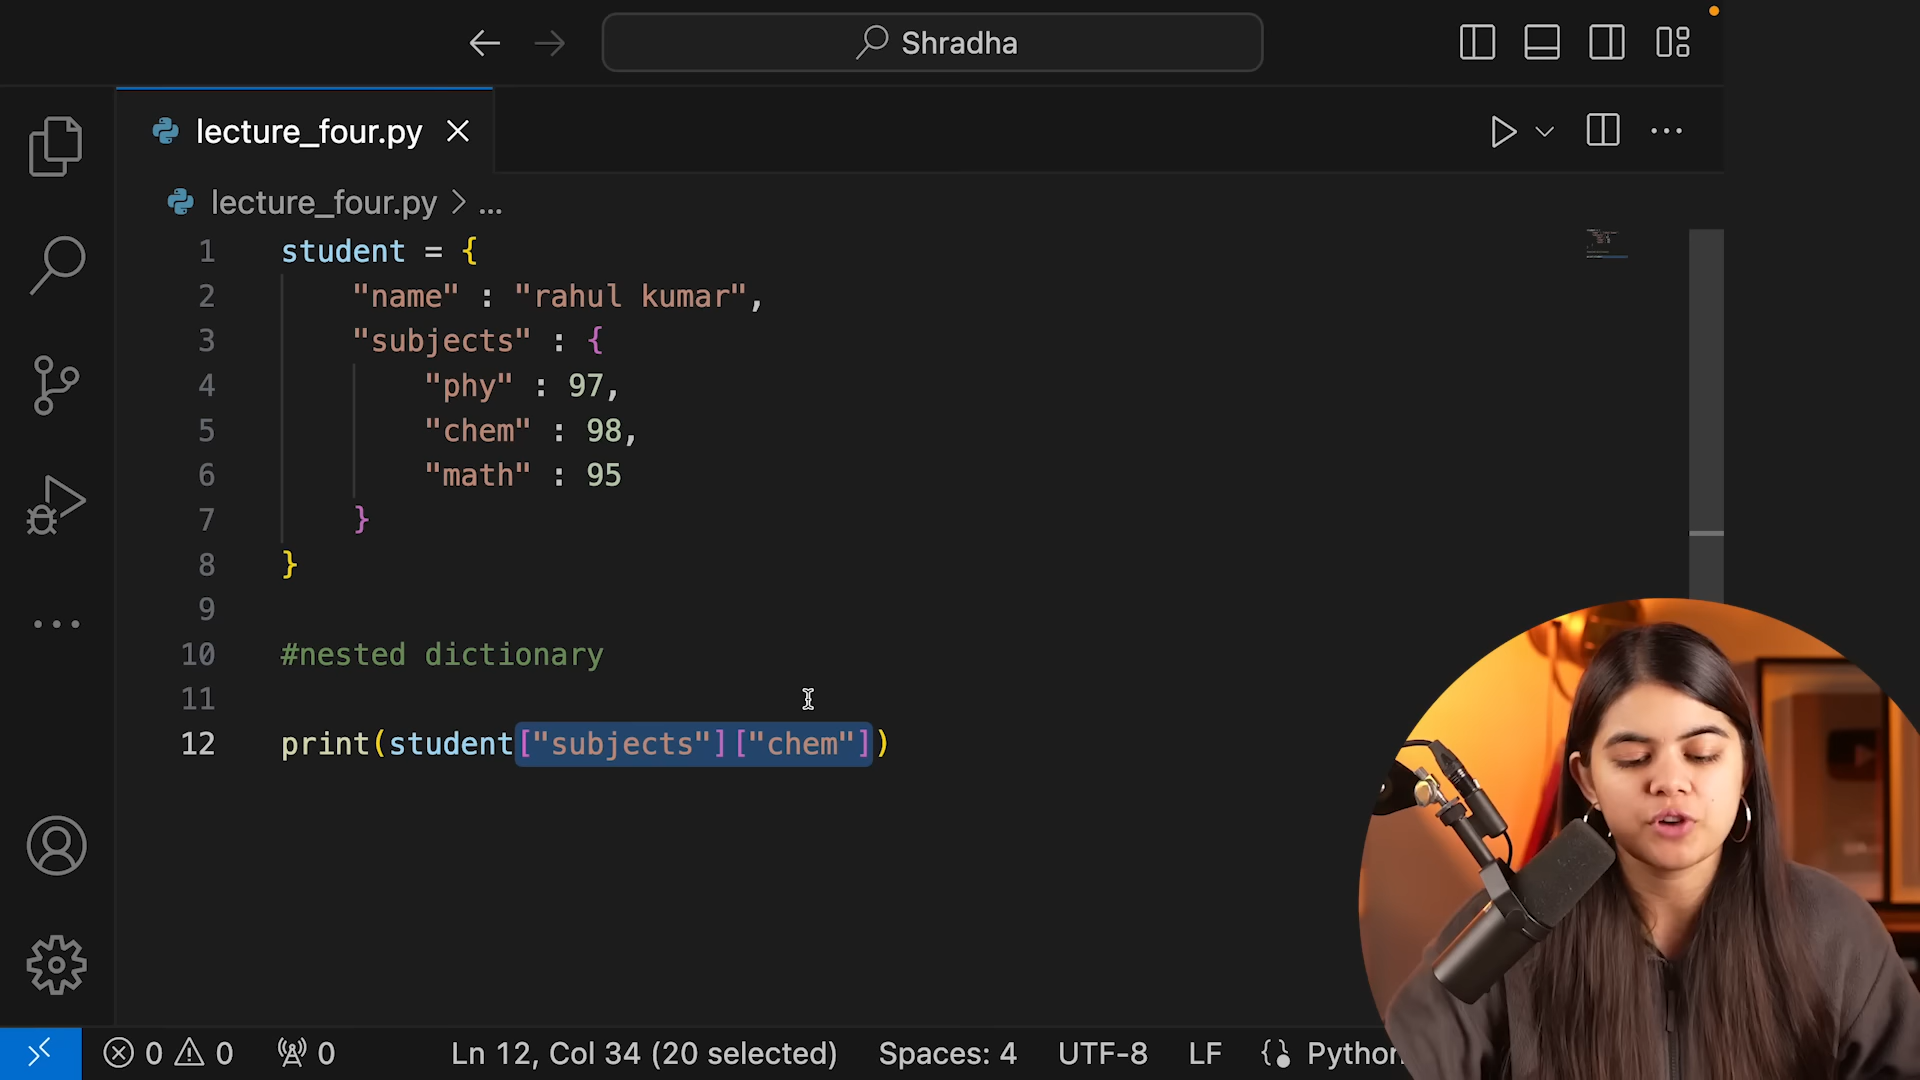 Shradha
lecture_four.py
lecture_four.py > ...
1 student = {
2 "name" : "rahul kumar",
3 "subjects" : {
4 "phy" : 97,
5 "chem" : 98,
6 "math" : 95
7 }
8 }
9
10 #nested dictionary
11
12 print(student["subjects"]["chem"])
0 0 0 Ln 12, Col 34 (20 selected) Spaces: 4 UTF-8 LF Python